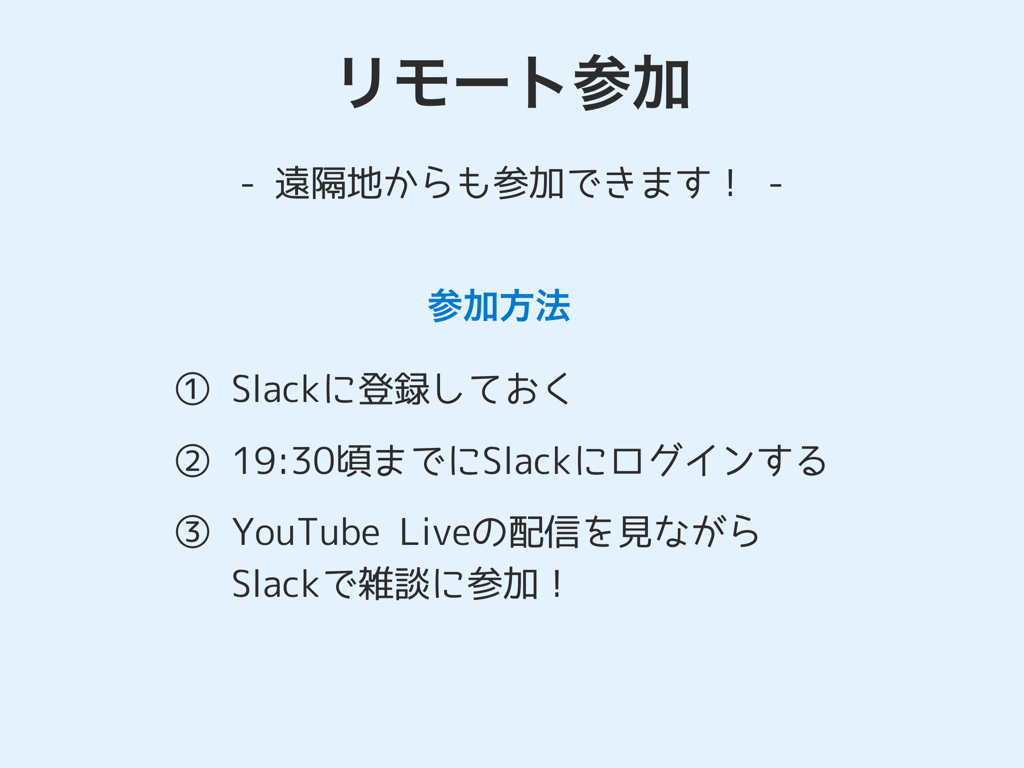 リモート参加
- 遠隔地からも参加できます！ -
参加方法
① Slackに登録しておく
② 19:30頃までにSlackにログインする
③ YouTube Liveの配信を見ながら
Slackで雑談に参加！